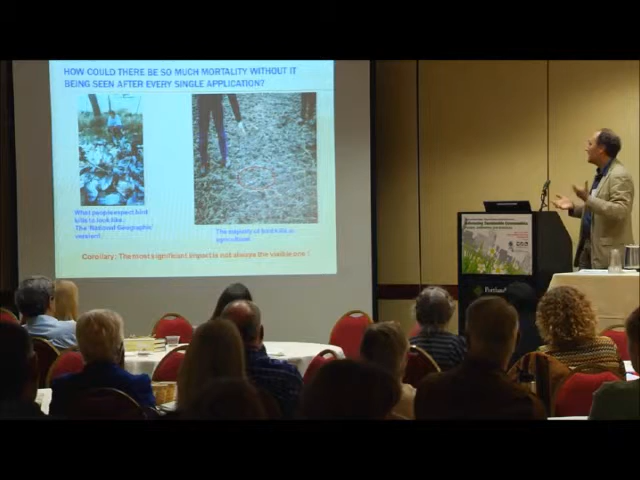 HOW COULD THERE BE SO MUCH MORTALITY WITHOUT IT
BEING SEEN AFTER EVERY SINGLE APPLICATION?
What people expect bird
kills to look like.
The 'National Geographic'
version!
The majority of bird kills in
agricultural
Corollary: The most significant impact is not always the visible one !